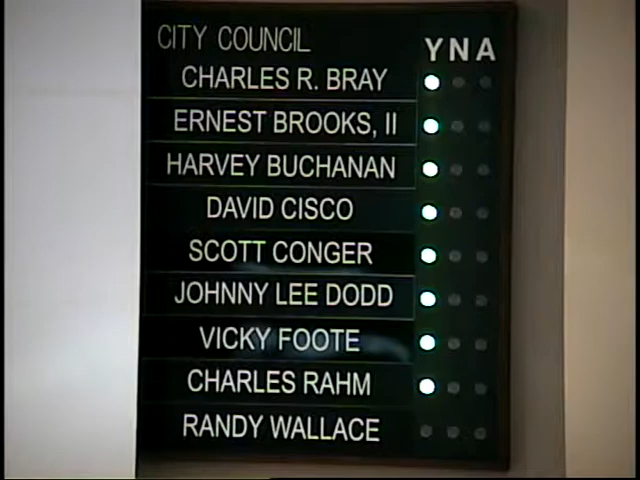 CITY COUNCIL Y N A
CHARLES R. BRAY
ERNEST BROOKS, II
HARVEY BUCHANAN
DAVID CISCO
SCOTT CONGER
JOHNNY LEE DODD
VICKY FOOTE
CHARLES RAHM
RANDY WALLACE